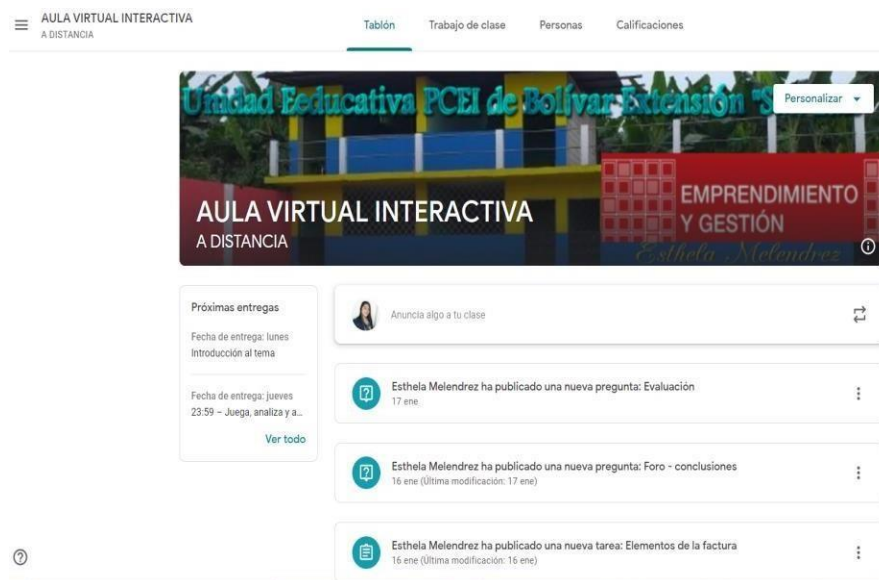 AULA VIRTUAL INTERACTIVA
A DISTANCIA
Tablón
Trabajo de clase
Personas
Calificaciones
Unidad Eeducativa PCEI de Bolívar Extensión "S
Personalizar
AULA VIRTUAL INTERACTIVA
A DISTANCIA
EMPRENDIMIENTO
Y GESTIÓN
Esthela Melendrez
Próximas entregas
Fecha de entrega: lunes
Introducción al tema
Fecha de entrega: jueves
23:59 – Juega, analiza y a...
Ver todo
Anuncia algo a tu clase
Esthela Melendrez ha publicado una nueva pregunta: Evaluación
17 ene
Esthela Melendrez ha publicado una nueva pregunta: Foro - conclusiones
16 ene (Última modificación: 17 ene)
Esthela Melendrez ha publicado una nueva tarea: Elementos de la factura
16 ene (Última modificación: 16 ene)